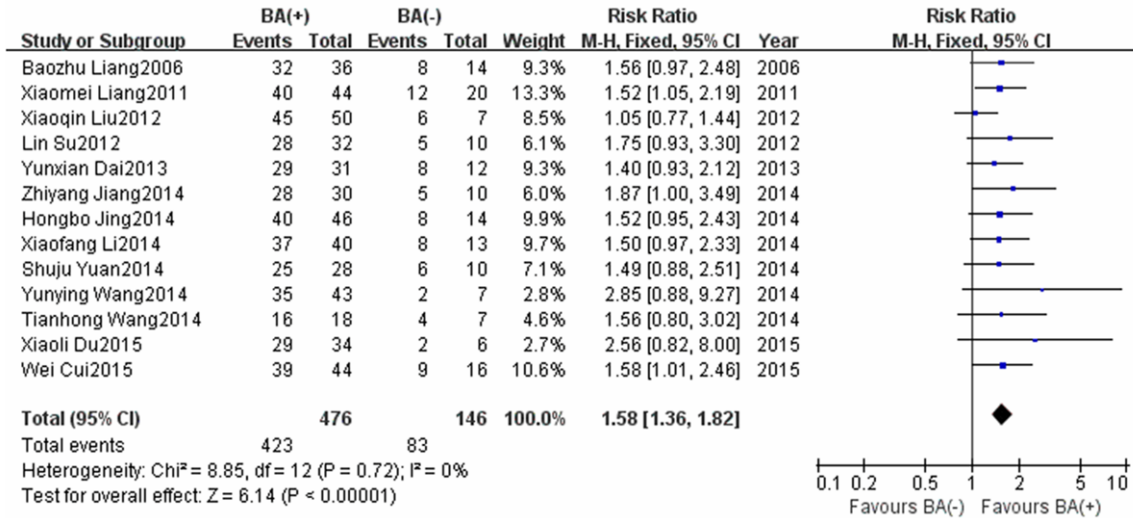 BA(+) BA(-) Risk Ratio Risk Ratio
Study or Subgroup Events Total Events Total Weight M-H, Fixed, 95% CI Year M-H, Fixed, 95% CI
Baozhu Liang2006 32 36 8 14 9.3% 1.56 [0.97, 2.48] 2006
Xiaomei Liang2011 40 44 12 20 13.3% 1.52 [1.05, 2.19] 2011
Xiaoqin Liu2012 45 50 6 7 8.5% 1.05 [0.77, 1.44] 2012
Lin Su2012 28 32 5 10 6.1% 1.75 [0.93, 3.30] 2012
Yunxian Dai2013 29 31 8 12 9.3% 1.40 [0.93, 2.12] 2013
Zhiyang Jiang2014 28 30 5 10 6.0% 1.87 [1.00, 3.49] 2014
Hongbo Jing2014 40 46 8 14 9.9% 1.52 [0.95, 2.43] 2014
Xiaofang Li2014 37 40 8 13 9.7% 1.50 [0.97, 2.33] 2014
Shuju Yuan2014 25 28 6 10 7.1% 1.49 [0.88, 2.51] 2014
Yunying Wang2014 35 43 2 7 2.8% 2.85 [0.88, 9.27] 2014
Tianhong Wang2014 16 18 4 7 4.6% 1.56 [0.80, 3.02] 2014
Xiaoli Du2015 29 34 2 6 2.7% 2.56 [0.82, 8.00] 2015
Wei Cui2015 39 44 9 16 10.6% 1.58 [1.01, 2.46] 2015
Total (95% CI) 476 146 100.0% 1.58 [1.36, 1.82]
Total events 423 83
Heterogeneity: Chi² = 8.85, df = 12 (P = 0.72); I² = 0%
Test for overall effect: Z = 6.14 (P < 0.00001)
0.1 0.2 0.5 1 2 5 10
Favours BA(-) Favours BA(+)